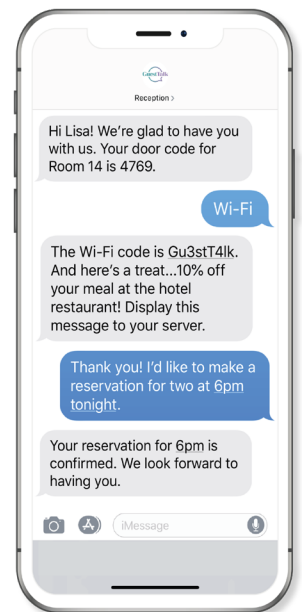 GuestTalk
Reception >
Hi Lisa! We're glad to have you
with us. Your door code for
Room 14 is 4769.
Wi-Fi
The Wi-Fi code is Gu3stT4lk.
And here's a treat...10% off
your meal at the hotel
restaurant! Display this
message to your server.
Thank you! I'd like to make a
reservation for two at 6pm
tonight.
Your reservation for 6pm is
confirmed. We look forward to
having you.
iMessage